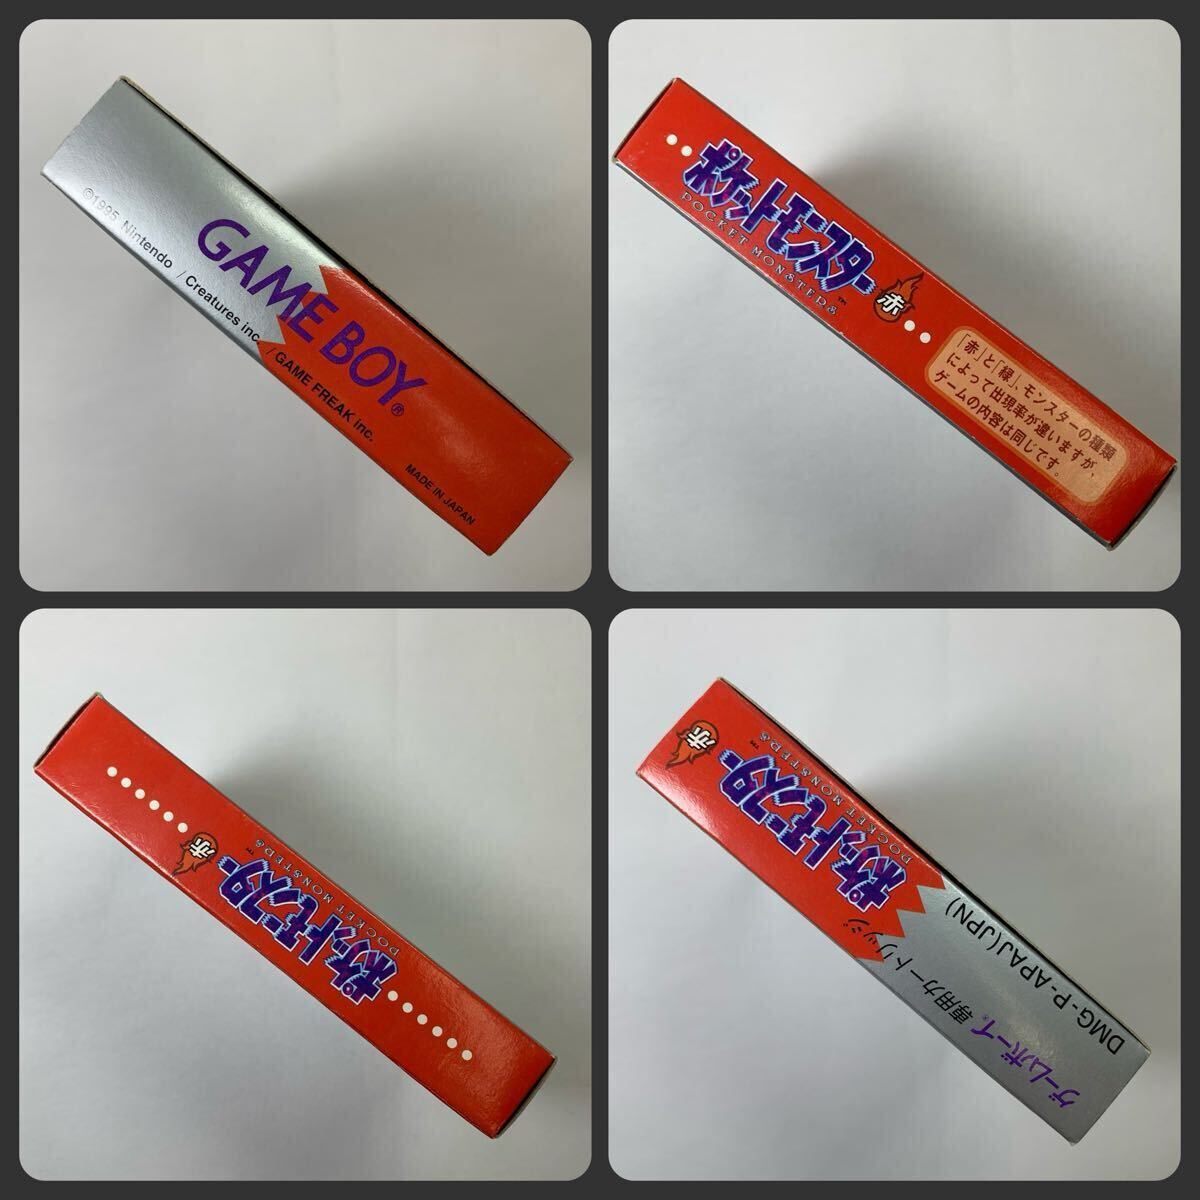 GAME BOY®
©1995 Nintendo / Creatures inc. / GAME FREAK inc.
MADE IN JAPAN
ポケットモンスター
POCKET MONSTERS™
赤
「赤」と「緑」、モンスターの種類
によって出現率が違いますが、
ゲームの内容は同じです。
ポケットモンスター
POCKET MONSTERS™
赤
ポケットモンスター
POCKET MONSTERS™
赤
ゲームボーイ®専用カートリッジ
DMG-P-APAJ(JPN)